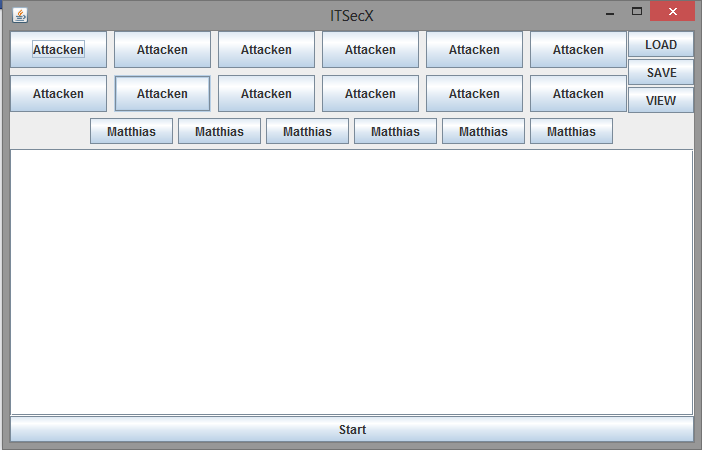 ITSecX
Attacken Attacken Attacken Attacken Attacken Attacken LOAD
SAVE
Attacken Attacken Attacken Attacken Attacken Attacken VIEW
Matthias Matthias Matthias Matthias Matthias Matthias
Start